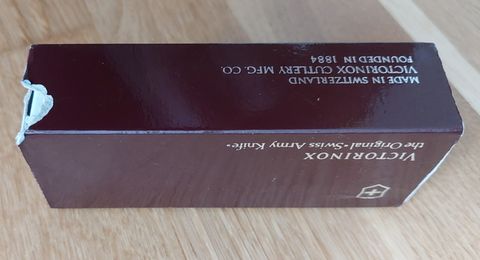 MADE IN SWITZERLAND
VICTORINOX CUTLERY MFG. CO.
FOUNDED IN 1884
VICTORINOX
the Original • Swiss Army Knife •